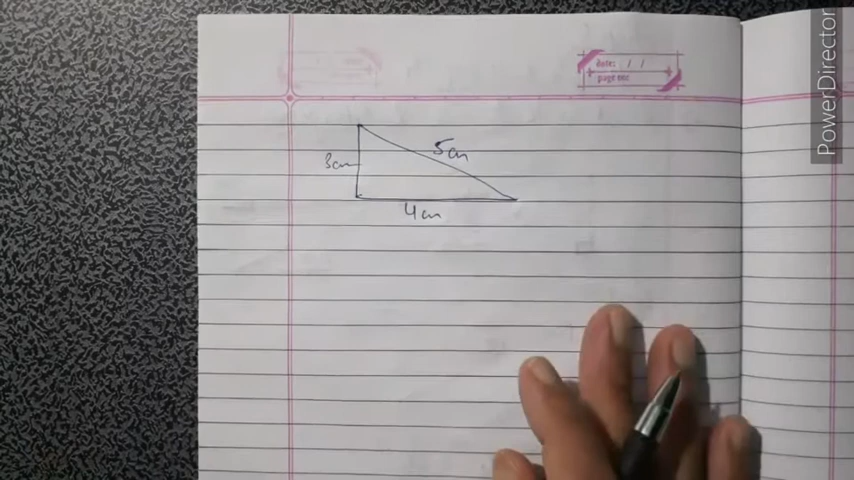 date: / /
page no:
5cm
3cm
4cm
PowerDirector